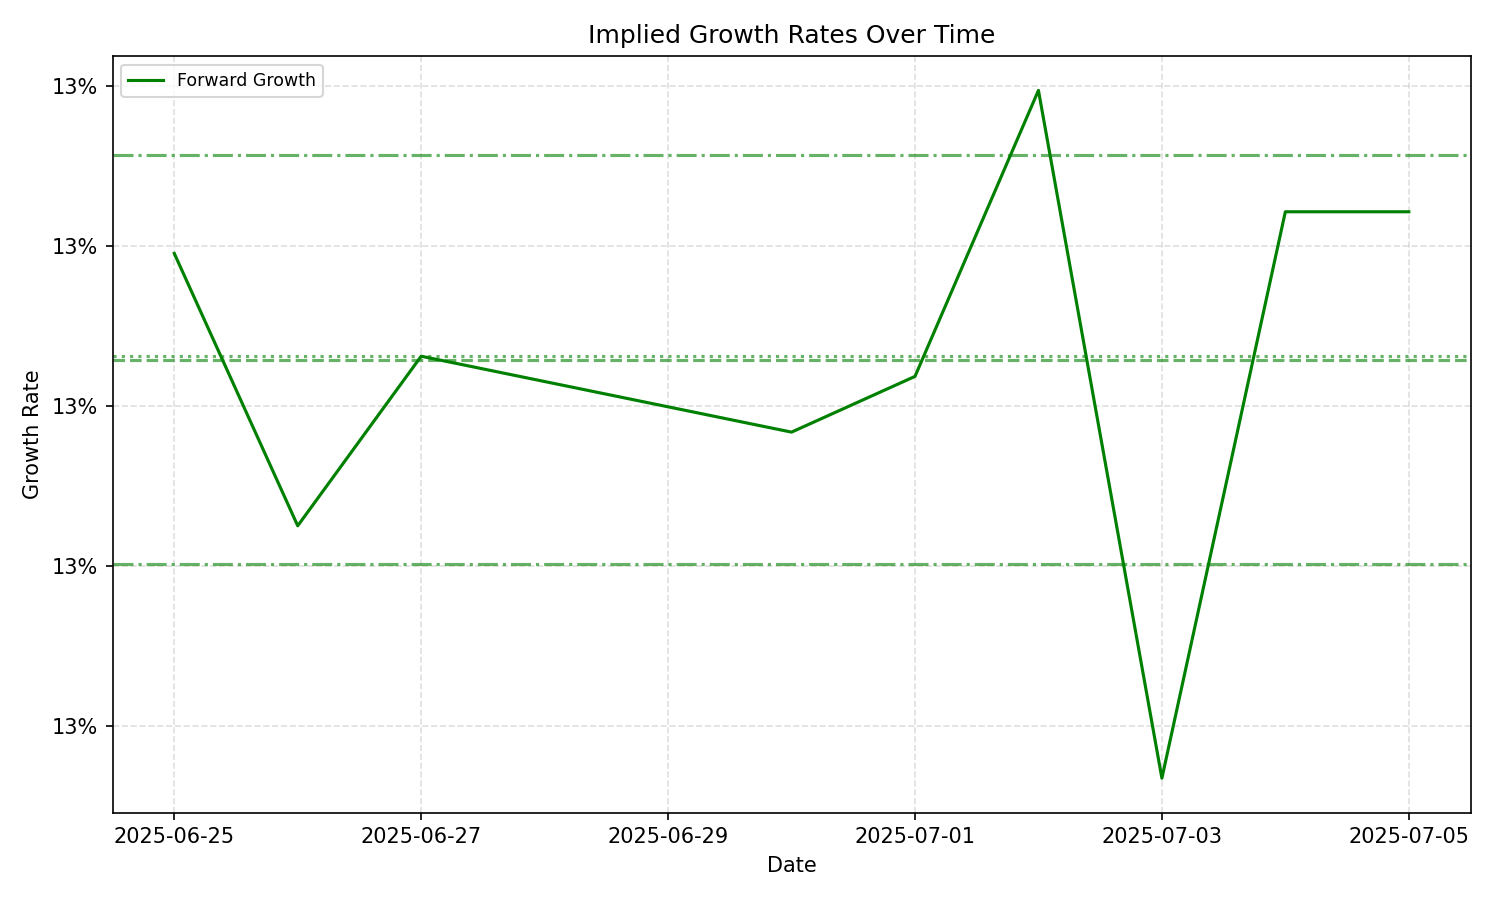 Implied Growth Rates Over Time
Forward Growth
13%
13%
13%
13%
13%
Growth Rate
2025-06-25
2025-06-27
2025-06-29
2025-07-01
2025-07-03
2025-07-05
Date